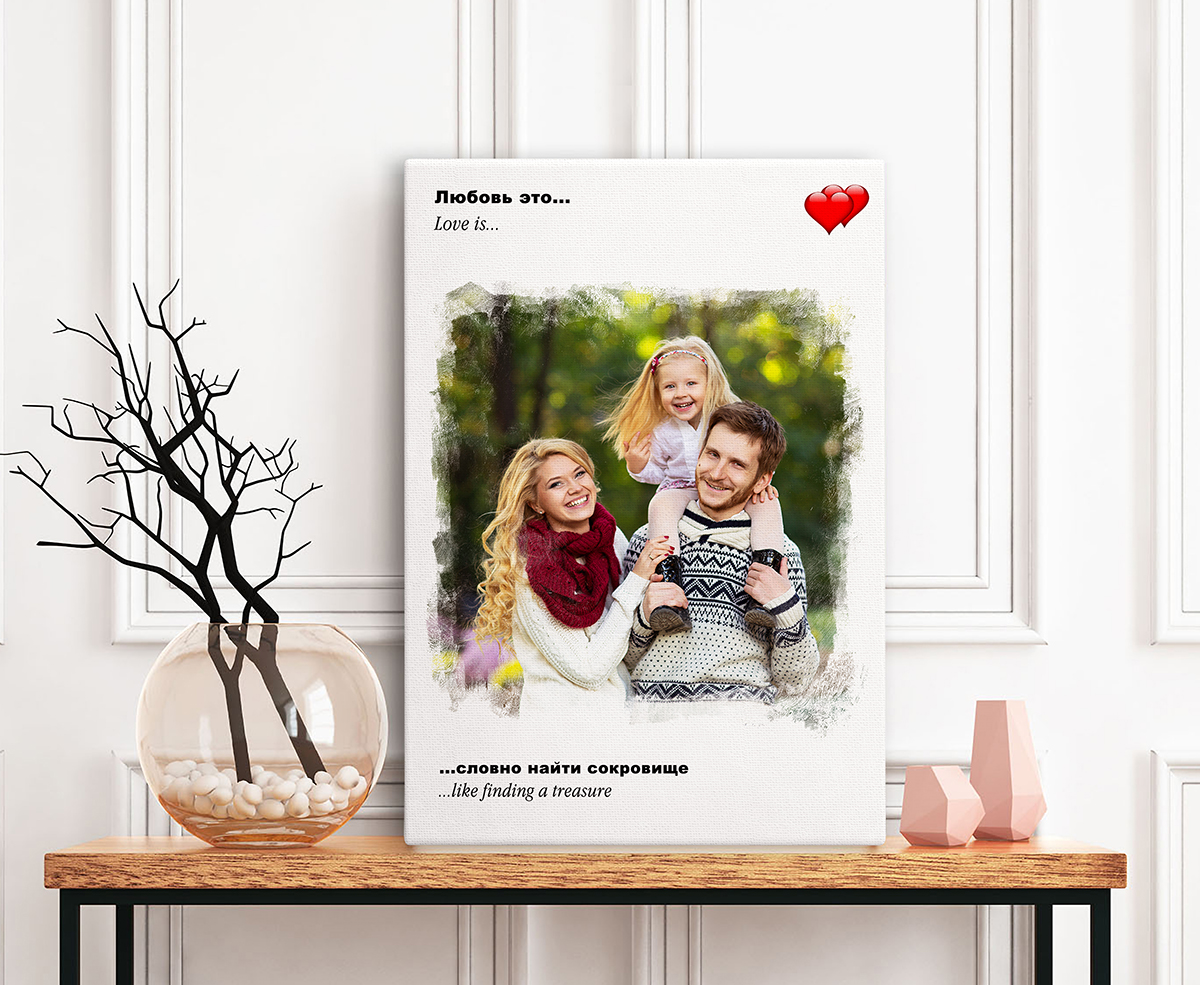 Любовь это...
Love is...
...словно найти сокровище
...like finding a treasure